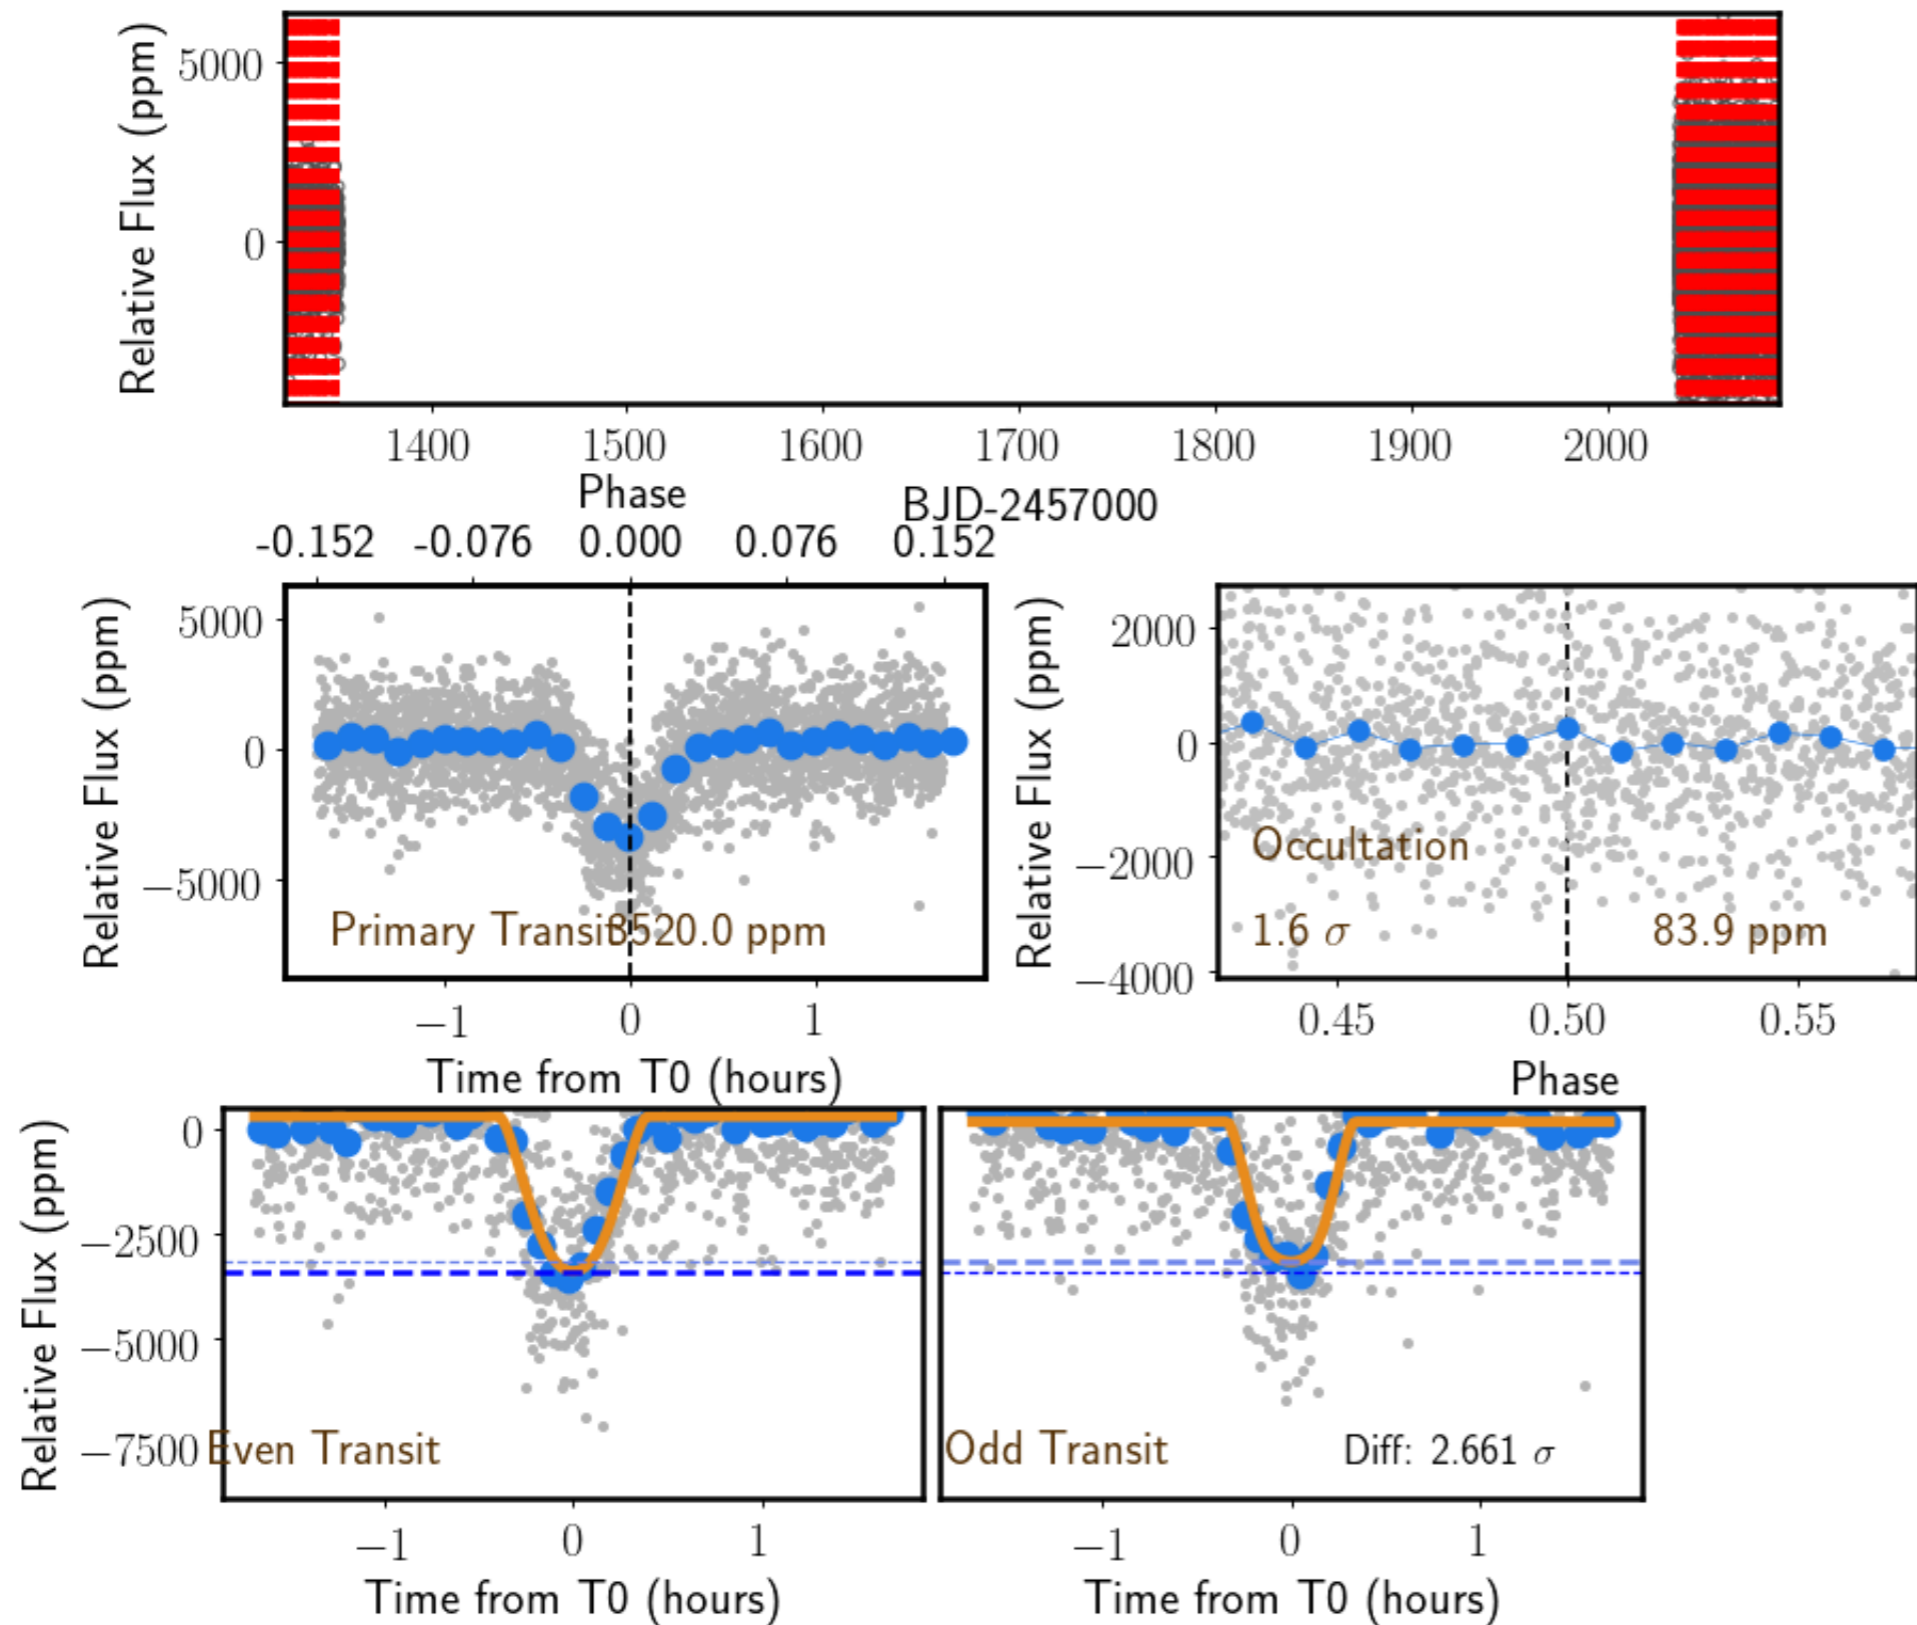 Relative Flux (ppm)
5000
0
1400 1500 1600 1700 1800 1900 2000
BJD-2457000
Phase
-0.152 -0.076 0.000 0.076 0.152
Relative Flux (ppm)
5000
0
−5000
Primary Transit 3520.0 ppm
−1 0 1
Time from T0 (hours)
Relative Flux (ppm)
2000
0
−2000
−4000
Occultation
1.6 σ 83.9 ppm
0.45 0.50 0.55
Phase
Relative Flux (ppm)
0
−2500
−5000
−7500
Even Transit
−1 0 1
Time from T0 (hours)
Odd Transit Diff: 2.661 σ
−1 0 1
Time from T0 (hours)